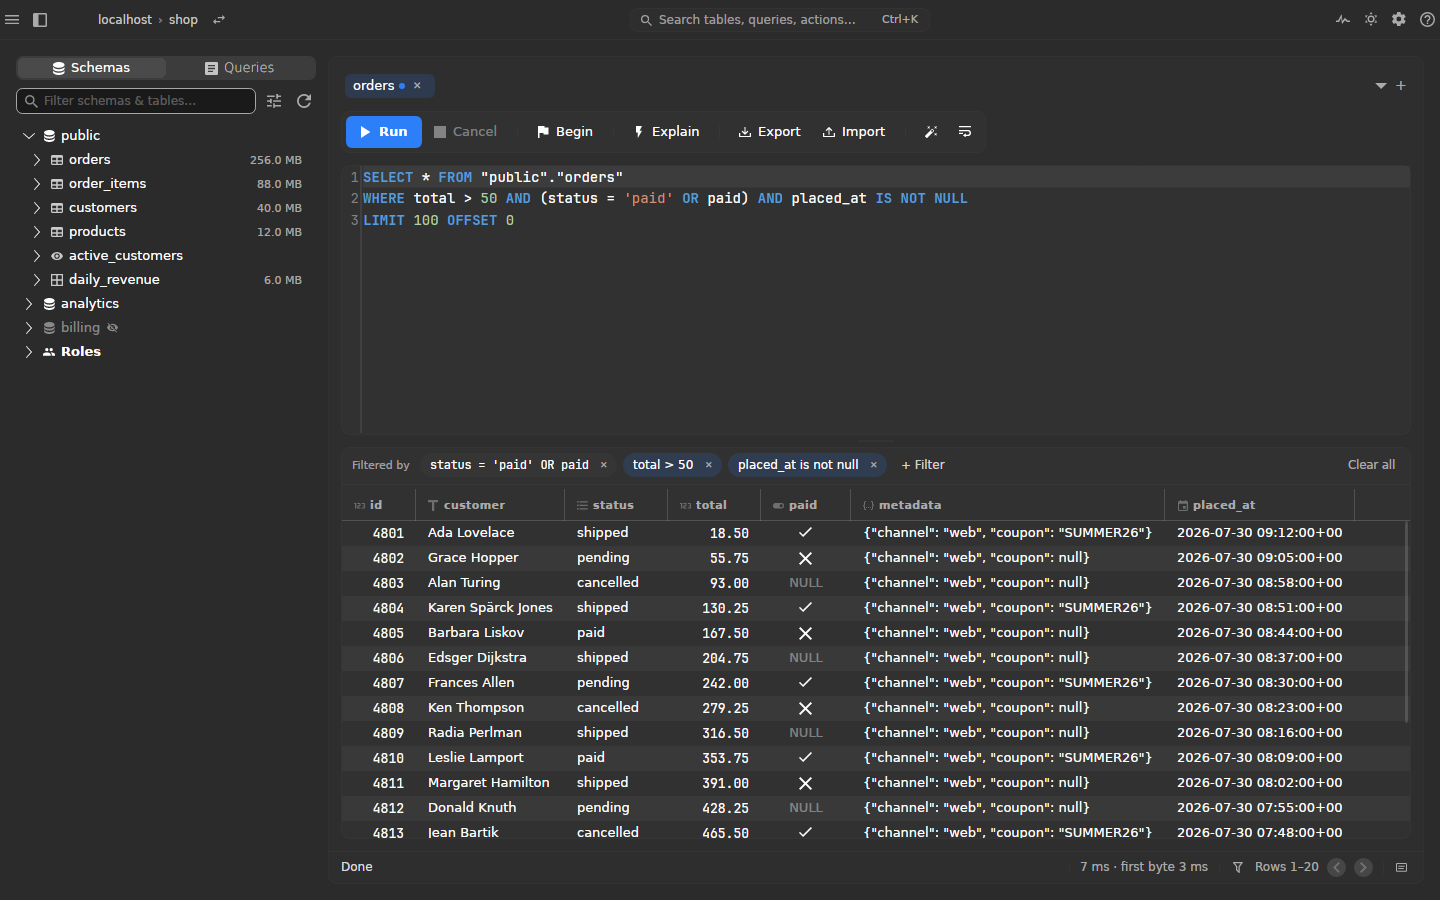 localhost › shop
Search tables, queries, actions... Ctrl+K
Schemas
Queries
Filter schemas & tables...
public
orders 256.0 MB
order_items 88.0 MB
customers 40.0 MB
products 12.0 MB
active_customers
daily_revenue 6.0 MB
analytics
billing
Roles
orders
Run Cancel Begin Explain Export Import
1 SELECT * FROM "public"."orders"
2 WHERE total > 50 AND (status = 'paid' OR paid) AND placed_at IS NOT NULL
3 LIMIT 100 OFFSET 0
Filtered by status = 'paid' OR paid × total > 50 × placed_at is not null × + Filter Clear all
123 id customer status 123 total paid {..} metadata placed_at
4801 Ada Lovelace shipped 18.50 {"channel": "web", "coupon": "SUMMER26"} 2026-07-30 09:12:00+00
4802 Grace Hopper pending 55.75 {"channel": "web", "coupon": null} 2026-07-30 09:05:00+00
4803 Alan Turing cancelled 93.00 NULL {"channel": "web", "coupon": null} 2026-07-30 08:58:00+00
4804 Karen Spärck Jones shipped 130.25 {"channel": "web", "coupon": "SUMMER26"} 2026-07-30 08:51:00+00
4805 Barbara Liskov paid 167.50 {"channel": "web", "coupon": null} 2026-07-30 08:44:00+00
4806 Edsger Dijkstra shipped 204.75 NULL {"channel": "web", "coupon": null} 2026-07-30 08:37:00+00
4807 Frances Allen pending 242.00 {"channel": "web", "coupon": "SUMMER26"} 2026-07-30 08:30:00+00
4808 Ken Thompson cancelled 279.25 {"channel": "web", "coupon": null} 2026-07-30 08:23:00+00
4809 Radia Perlman shipped 316.50 NULL {"channel": "web", "coupon": null} 2026-07-30 08:16:00+00
4810 Leslie Lamport paid 353.75 {"channel": "web", "coupon": "SUMMER26"} 2026-07-30 08:09:00+00
4811 Margaret Hamilton shipped 391.00 {"channel": "web", "coupon": null} 2026-07-30 08:02:00+00
4812 Donald Knuth pending 428.25 NULL {"channel": "web", "coupon": null} 2026-07-30 07:55:00+00
4813 Jean Bartik cancelled 465.50 {"channel": "web", "coupon": "SUMMER26"} 2026-07-30 07:48:00+00
Done 7 ms · first byte 3 ms Rows 1–20